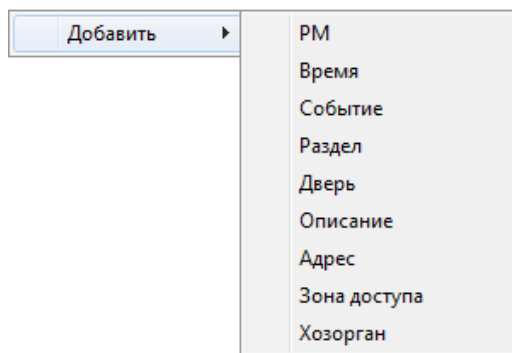 Добавить
РМ
Время
Событие
Раздел
Дверь
Описание
Адрес
Зона доступа
Хозорган